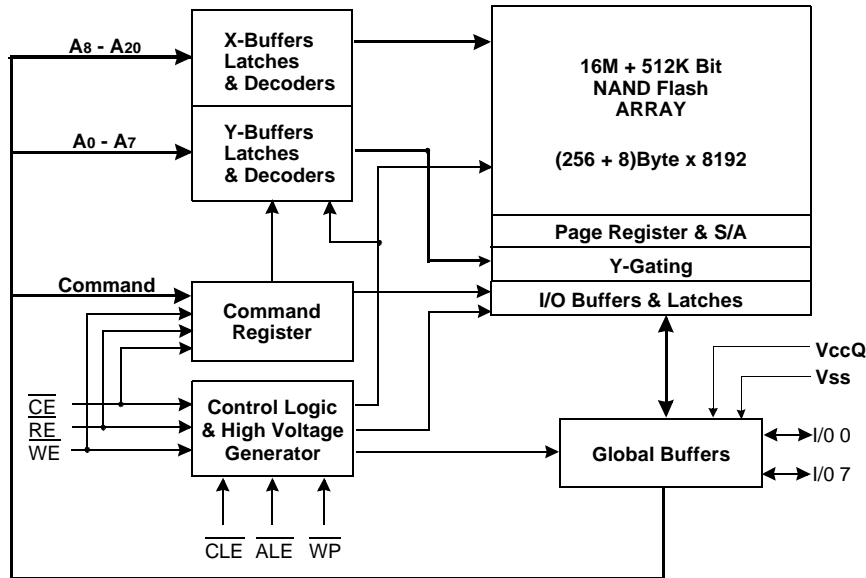 A8 - A20
X-Buffers
Latches
& Decoders
16M + 512K Bit
NAND Flash
ARRAY
(256 + 8)Byte x 8192
A0 - A7
Y-Buffers
Latches
& Decoders
Page Register & S/A
Y-Gating
I/O Buffers & Latches
Command
Command
Register
VccQ
Vss
CE
RE
WE
Control Logic
& High Voltage
Generator
Global Buffers
I/0 0
I/0 7
CLE ALE WP